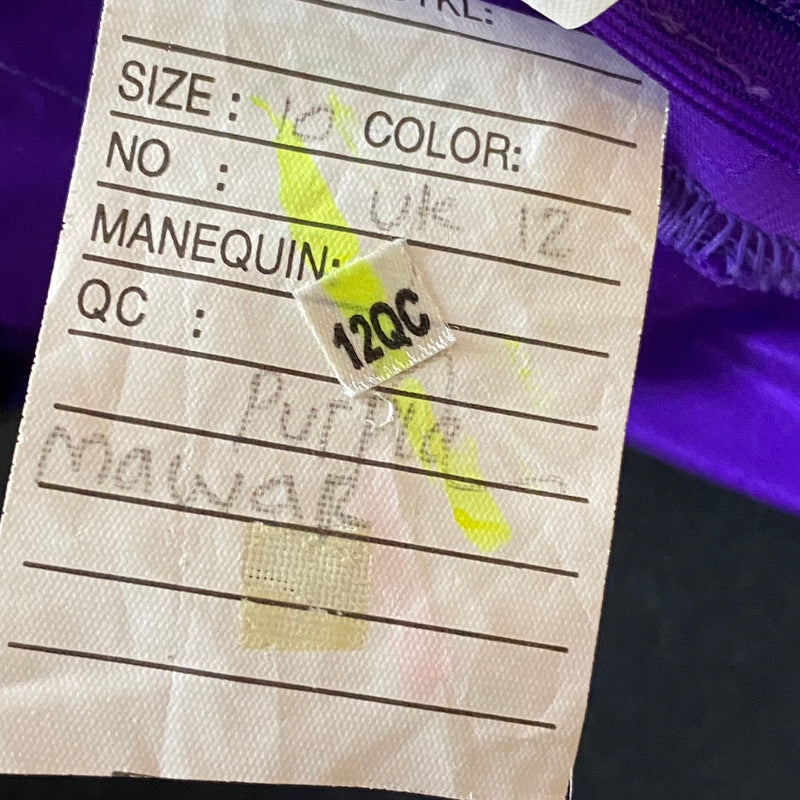 SIZE : 10 COLOR:
NO :
UK 12
MANEQUIN:
12QC
QC :
Purple
mawar